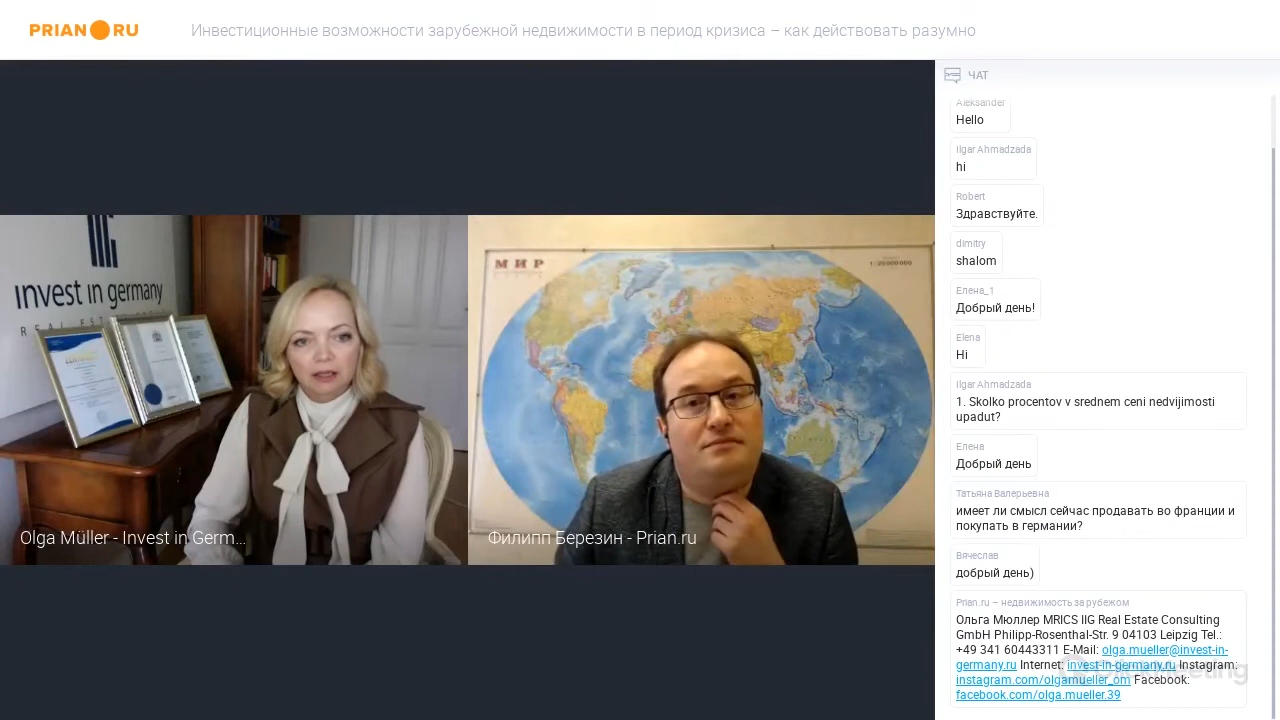 PRIAN RU
Инвестиционные возможности зарубежной недвижимости в период кризиса – как действовать разумно
ЧАТ
Aleksander
Hello
Ilgar Ahmadzada
hi
Robert
Здравствуйте.
dimitry
shalom
Елена_1
Добрый день!
Elena
Hi
Ilgar Ahmadzada
1. Skolko procentov v srednem ceni nedvijimosti
upadut?
Елена
Добрый день
Татьяна Валерьевна
имеет ли смысл сейчас продавать во франции и
покупать в германии?
Вячеслав
добрый день)
Prian.ru – недвижимость за рубежом
Ольга Мюллер MRICS IIG Real Estate Consulting
GmbH Philipp-Rosenthal-Str. 9 04103 Leipzig Tel.:
+49 341 60443311 E-Mail: olga.mueller@invest-in-
germany.ru Internet: invest-in-germany.ru Instagram:
instagram.com/olgamueller_om Facebook:
facebook.com/olga.mueller.39
invest in germany
REAL ESTATE
Olga Müller - Invest in Germ...
МИР
Филипп Березин - Prian.ru